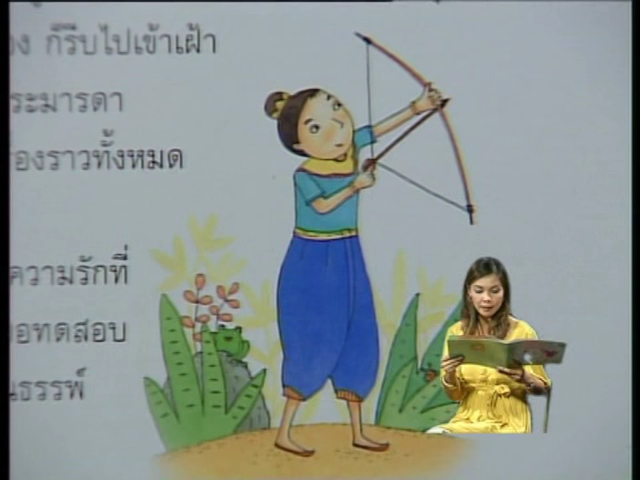 ก็รีบไปเข้าเฝ้า
ระมารดา
องราวทั้งหมด
ความรักที่
อทดสอบ
นธรรพ์